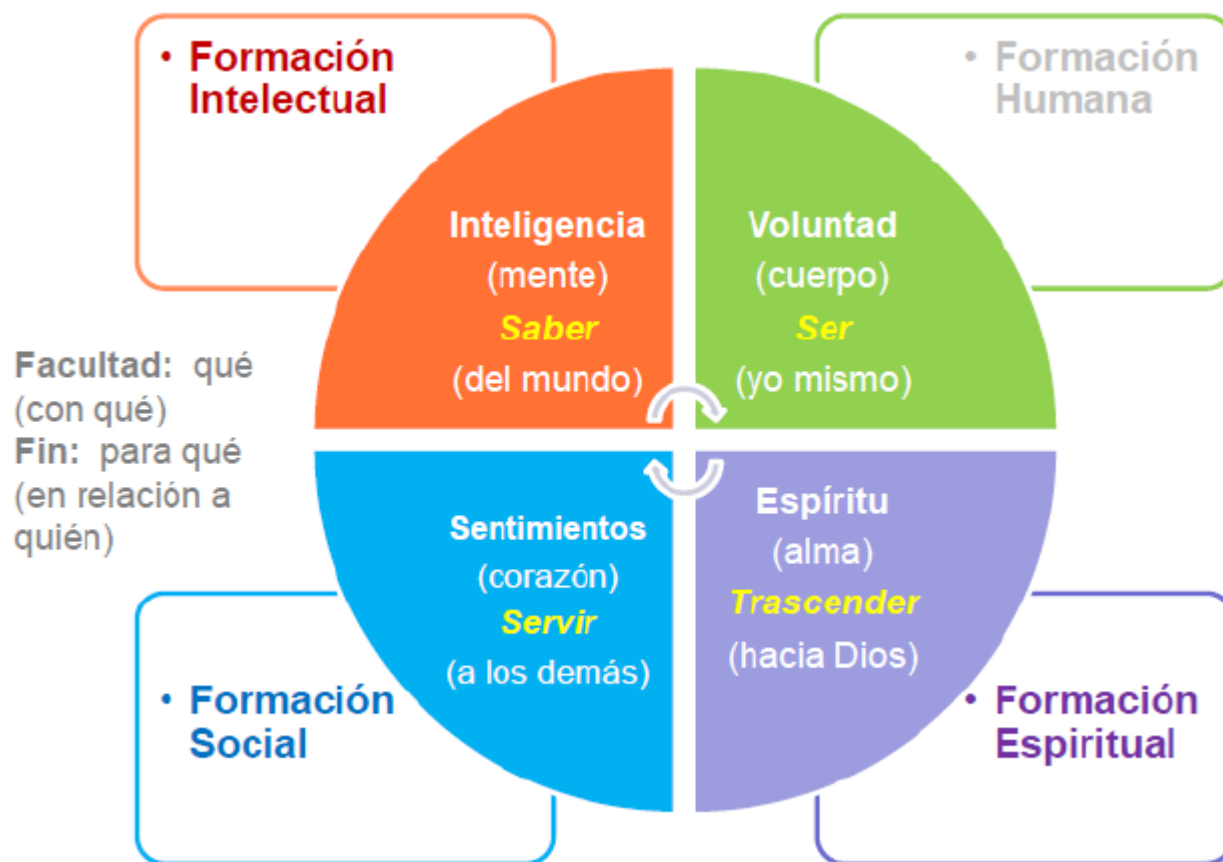 • Formación
Intelectual
• Formación
Humana
Inteligencia
(mente)
Saber
(del mundo)
Voluntad
(cuerpo)
Ser
(yo mismo)
Facultad:  qué
(con qué)
Fin:  para qué
(en relación a
quién)
Sentimientos
(corazón)
Servir
(a los demás)
Espíritu
(alma)
Trascender
(hacia Dios)
• Formación
Social
• Formación
Espiritual